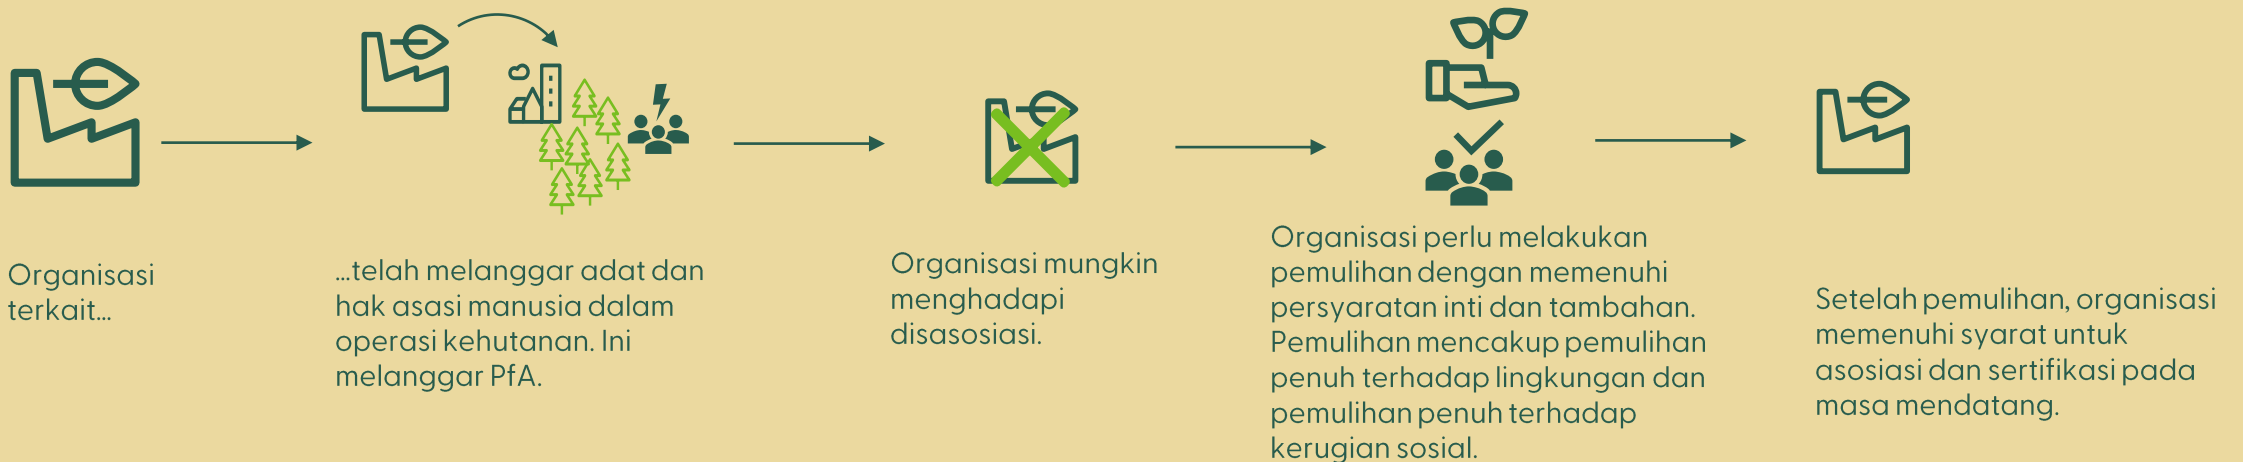 Organisasi
terkait...
...telah melanggar adat dan
hak asasi manusia dalam
operasi kehutanan. Ini
melanggar PfA.
Organisasi mungkin
menghadapi
disasosiasi.
Organisasi perlu melakukan
pemulihan dengan memenuhi
persyaratan inti dan tambahan.
Pemulihan mencakup pemulihan
penuh terhadap lingkungan dan
pemulihan penuh terhadap
kerugian sosial.
Setelah pemulihan, organisasi
memenuhi syarat untuk
asosiasi dan sertifikasi pada
masa mendatang.